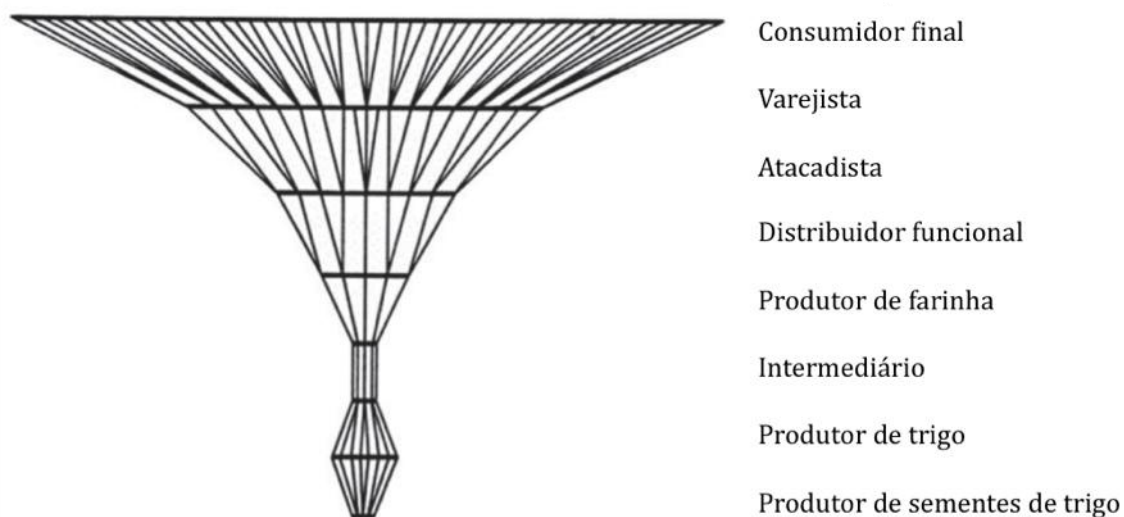 Consumidor final
Varejista
Atacadista
Distribuidor funcional
Produtor de farinha
Intermediário
Produtor de trigo
Produtor de sementes de trigo